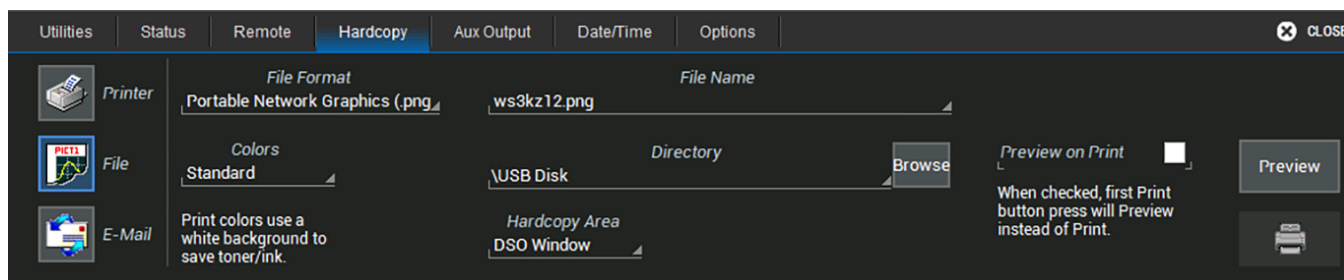 Utilities Status Remote Hardcopy Aux Output Date/Time Options CLOSE
Printer
File Format
Portable Network Graphics (.png
File Name
ws3kz12.png
PICT1
File
Colors
Standard
Directory
\USB Disk
Browse
Preview on Print
When checked, first Print
button press will Preview
instead of Print.
Preview
E-Mail
Print colors use a
white background to
save toner/ink.
Hardcopy Area
DSO Window